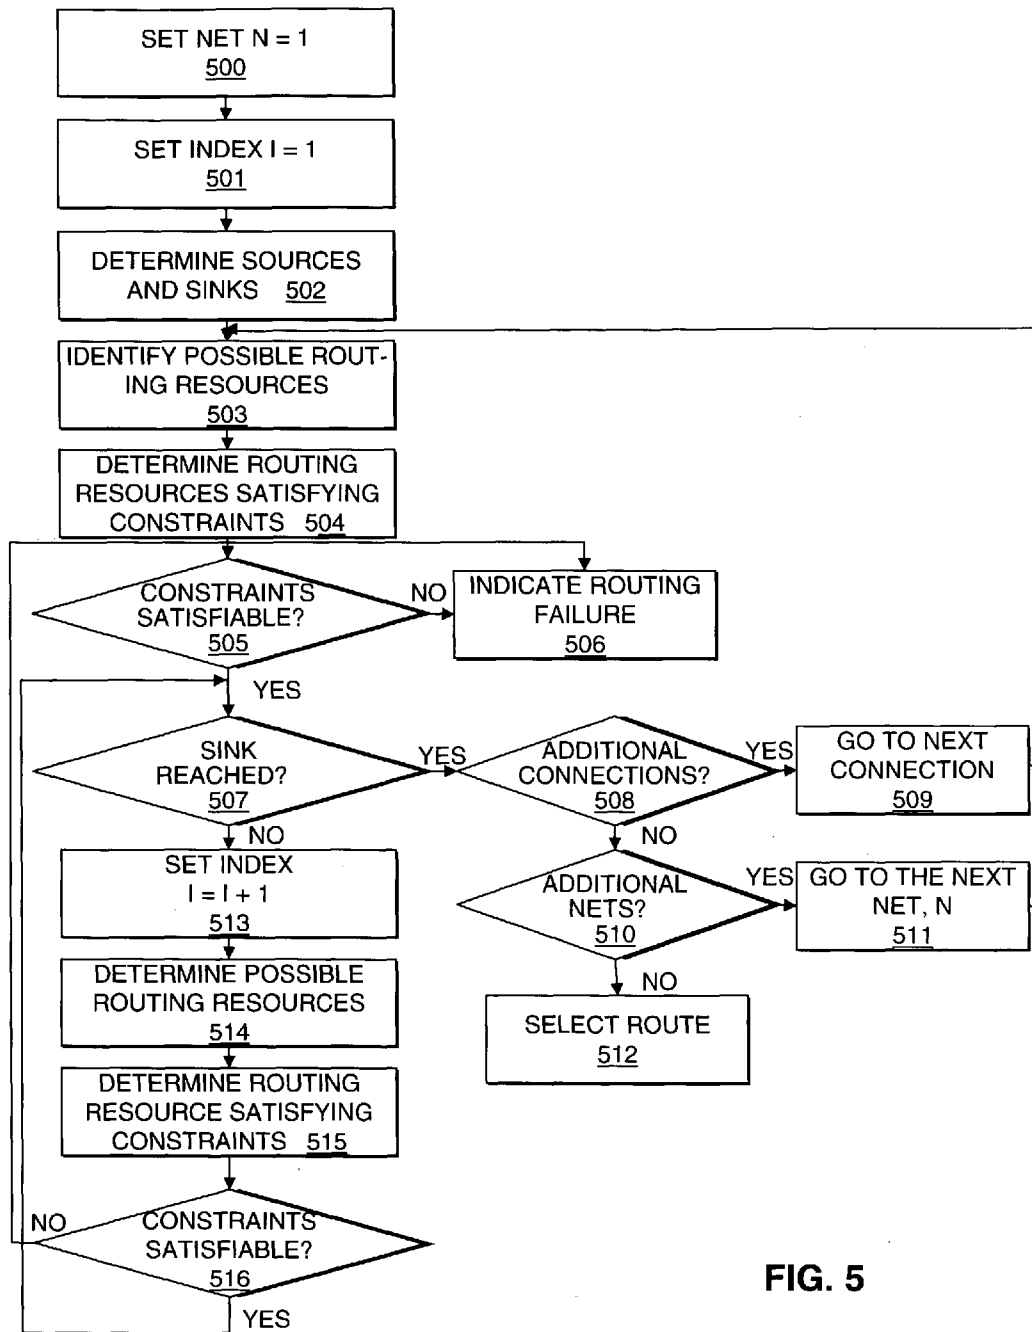 SET NET N = 1
500
SET INDEX I = 1
501
DETERMINE SOURCES
AND SINKS 502
IDENTIFY POSSIBLE ROUT-
ING RESOURCES
503
DETERMINE ROUTING
RESOURCES SATISFYING
CONSTRAINTS 504
CONSTRAINTS
SATISFIABLE?
505
NO
INDICATE ROUTING
FAILURE
506
YES
SINK
REACHED?
507
YES
ADDITIONAL
CONNECTIONS?
508
YES
GO TO NEXT
CONNECTION
509
NO
NO
SET INDEX
I = I + 1
513
ADDITIONAL
NETS?
510
YES
GO TO THE NEXT
NET, N
511
NO
DETERMINE POSSIBLE
ROUTING RESOURCES
514
SELECT ROUTE
512
DETERMINE ROUTING
RESOURCE SATISFYING
CONSTRAINTS 515
NO
CONSTRAINTS
SATISFIABLE?
516
YES
FIG. 5